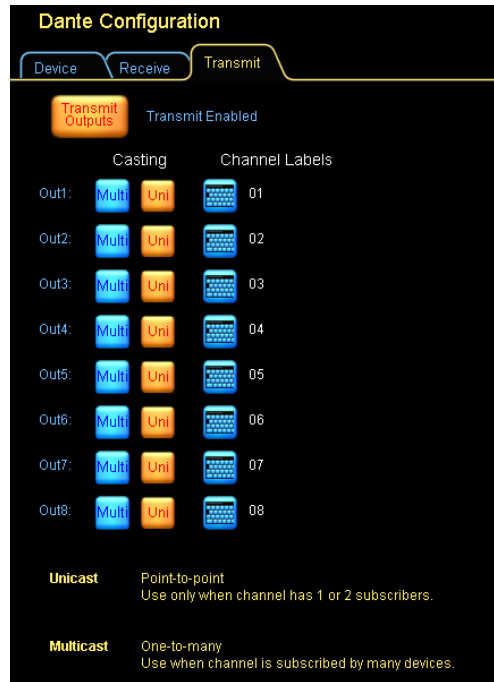 Dante Configuration
Device Receive Transmit
Transmit Outputs Transmit Enabled
Casting Channel Labels
Out1: Multi Uni 01
Out2: Multi Uni 02
Out3: Multi Uni 03
Out4: Multi Uni 04
Out5: Multi Uni 05
Out6: Multi Uni 06
Out7: Multi Uni 07
Out8: Multi Uni 08
Unicast Point-to-point
Use only when channel has 1 or 2 subscribers.
Multicast One-to-many
Use when channel is subscribed by many devices.